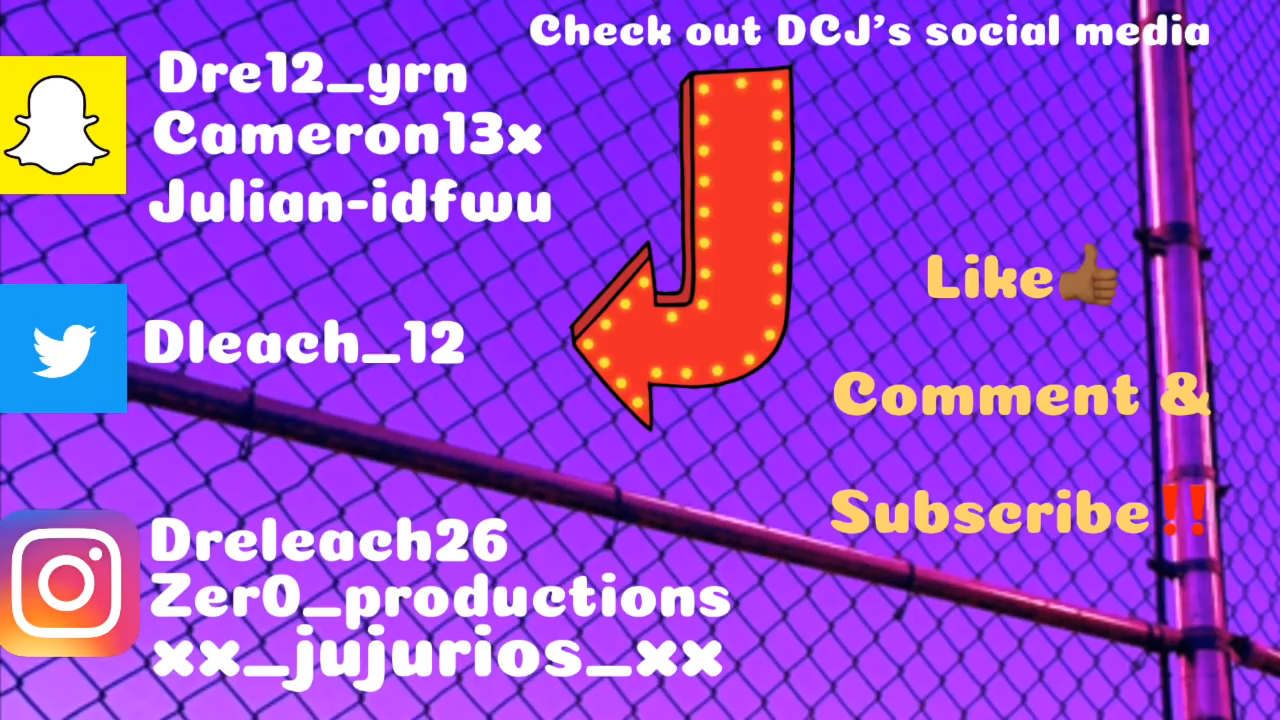 Check out DCJ's social media
Dre12_yrn
Cameron13x
Julian-idfwu
Dleach_12
Dreleach26
Zer0_productions
xx_jujurios_xx
Like👍🏾
Comment &
Subscribe‼️